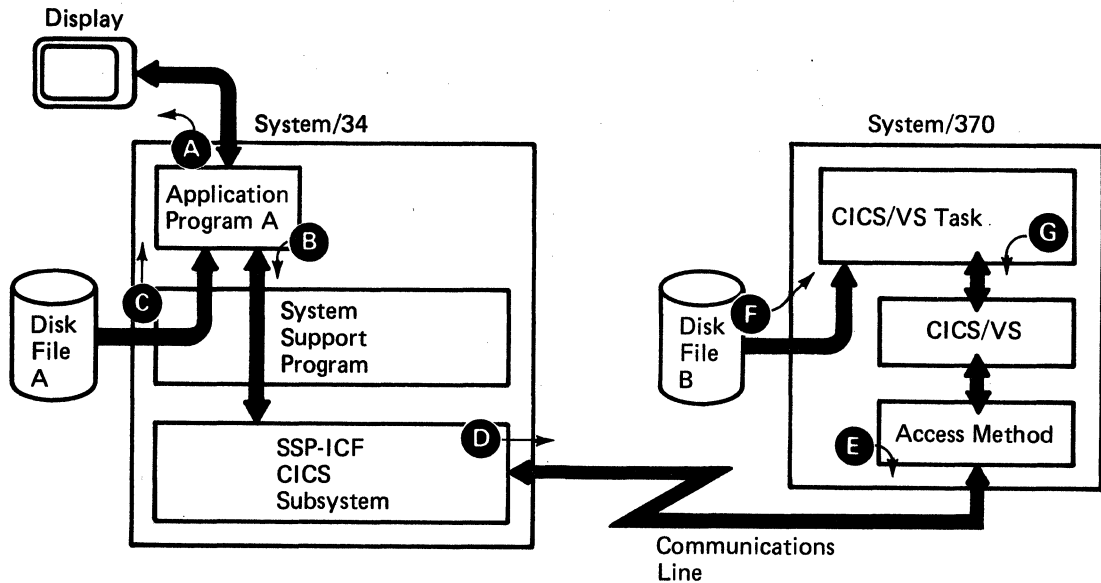 Display
System/34
A
Application
Program A
B
C
Disk
File
A
System
Support
Program
D
SSP-ICF
CICS
Subsystem
System/370
CICS/VS Task
G
F
Disk
File
B
CICS/VS
E
Access Method
Communications
Line